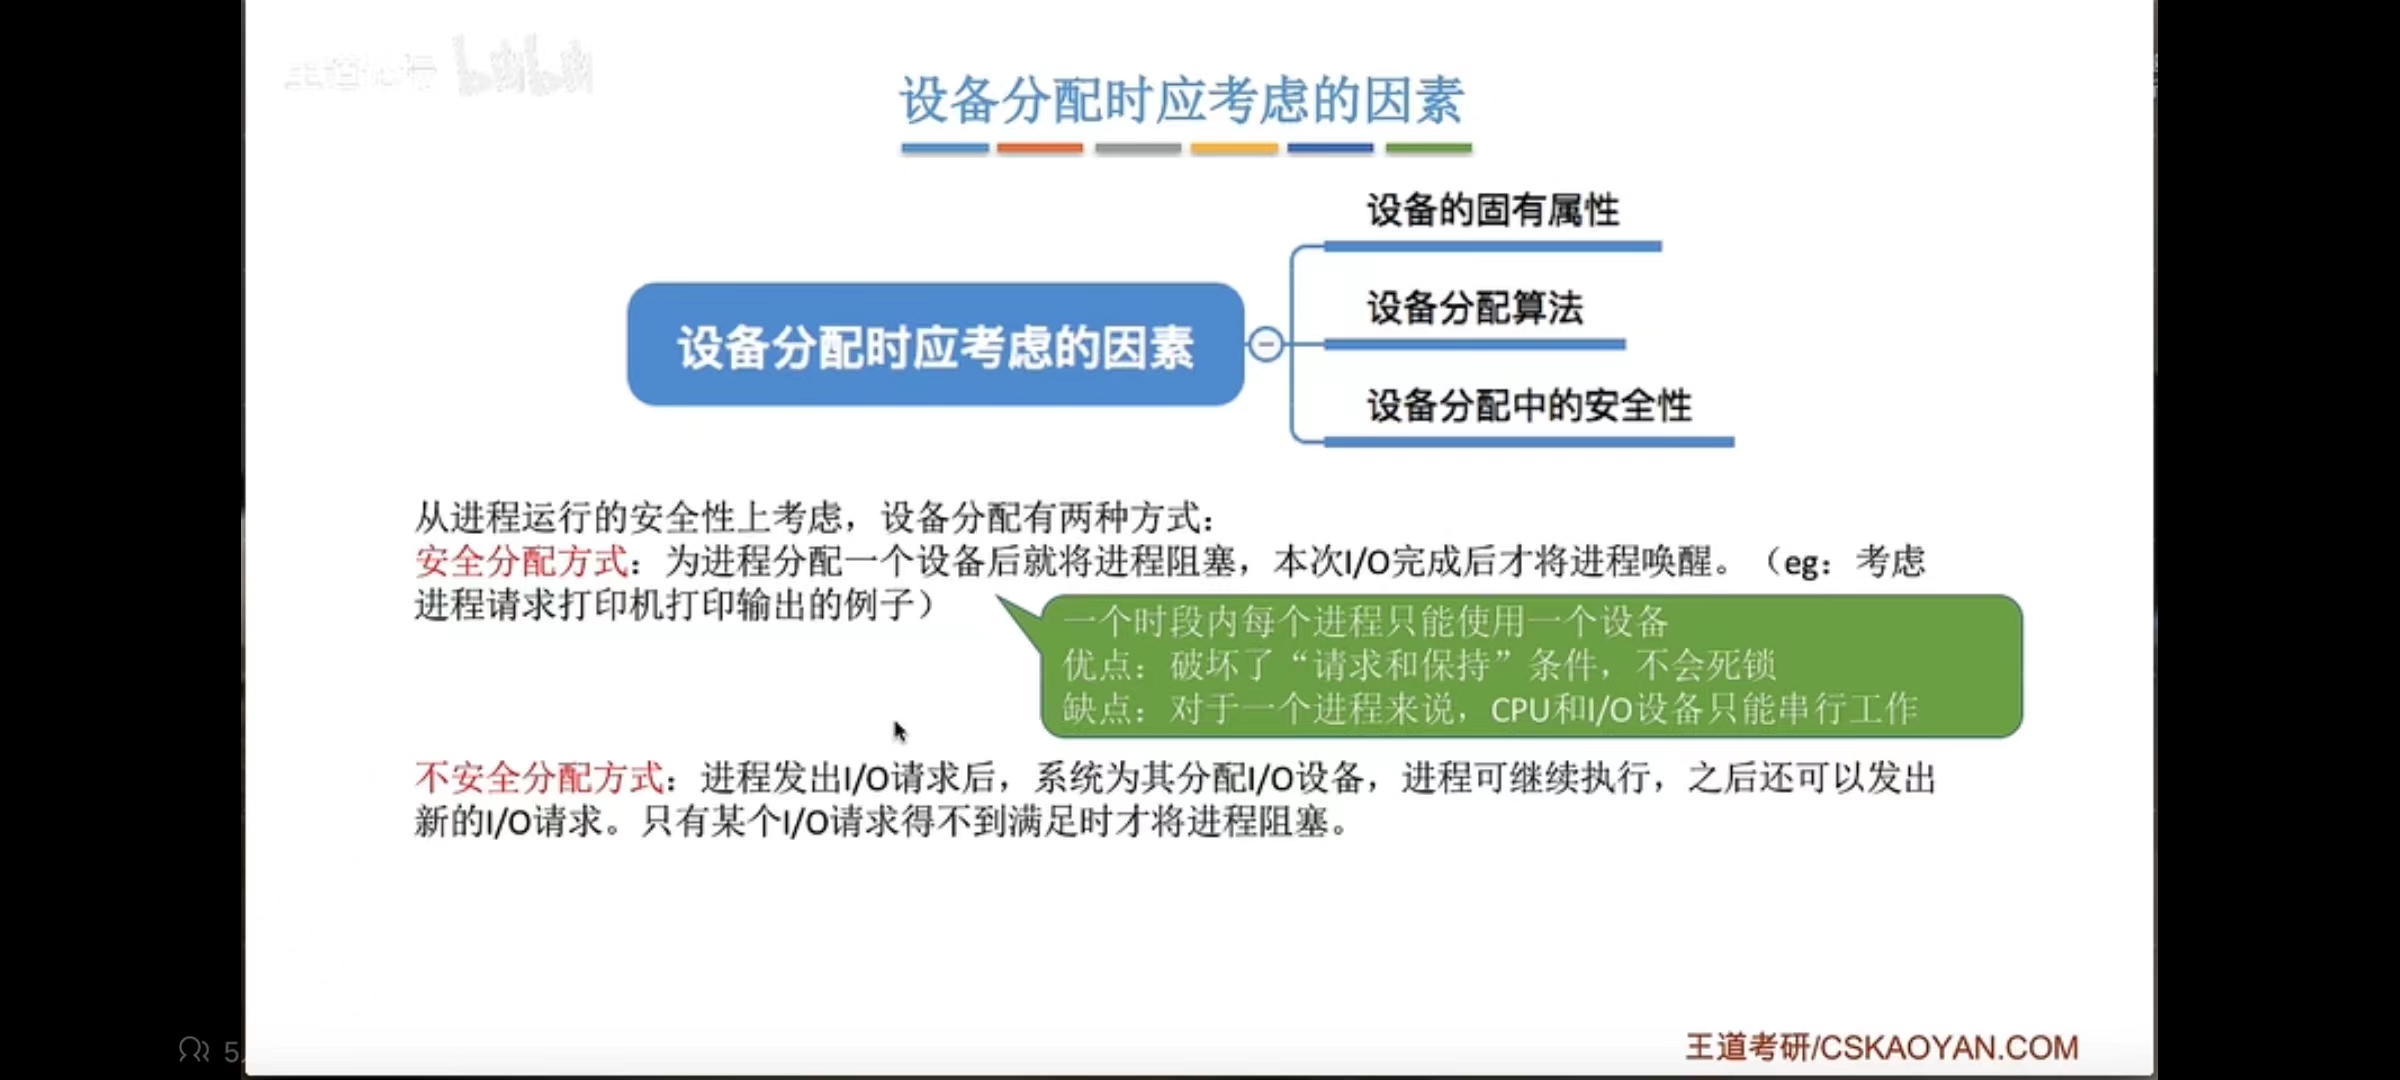 王道论坛 bilibili
设备分配时应考虑的因素
设备的固有属性
设备分配算法
设备分配时应考虑的因素
设备分配中的安全性
从进程运行的安全性上考虑，设备分配有两种方式：
安全分配方式：为进程分配一个设备后就将进程阻塞，本次I/O完成后才将进程唤醒。（eg：考虑
进程请求打印机打印输出的例子）
一个时段内每个进程只能使用一个设备
优点：破坏了“请求和保持”条件，不会死锁
缺点：对于一个进程来说，CPU和I/O设备只能串行工作
不安全分配方式：进程发出I/O请求后，系统为其分配I/O设备，进程可继续执行，之后还可以发出
新的I/O请求。只有某个I/O请求得不到满足时才将进程阻塞。
王道考研/CSKAOYAN.COM